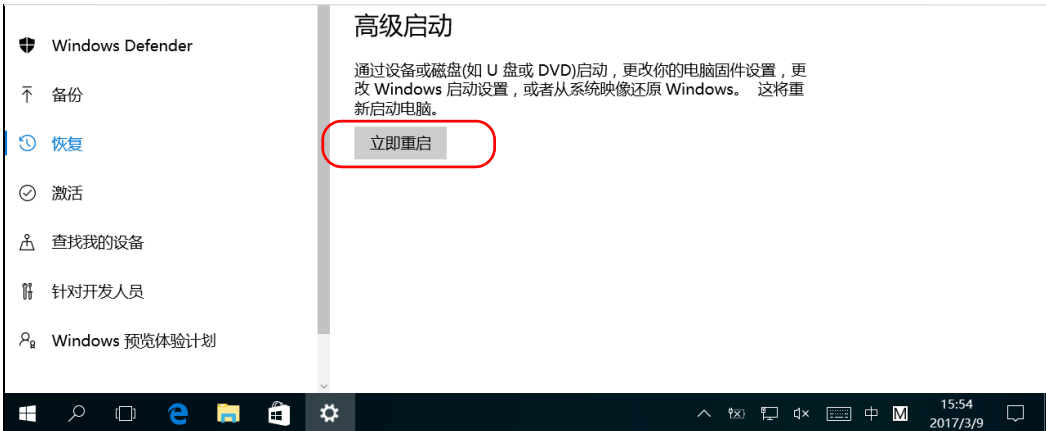 Windows Defender
备份
恢复
激活
查找我的设备
针对开发人员
Windows 预览体验计划
高级启动
通过设备或磁盘(如 U 盘或 DVD)启动，更改你的电脑固件设置，更
改 Windows 启动设置，或者从系统映像还原 Windows。 这将重
新启动电脑。
立即重启
中
M
15:54
2017/3/9